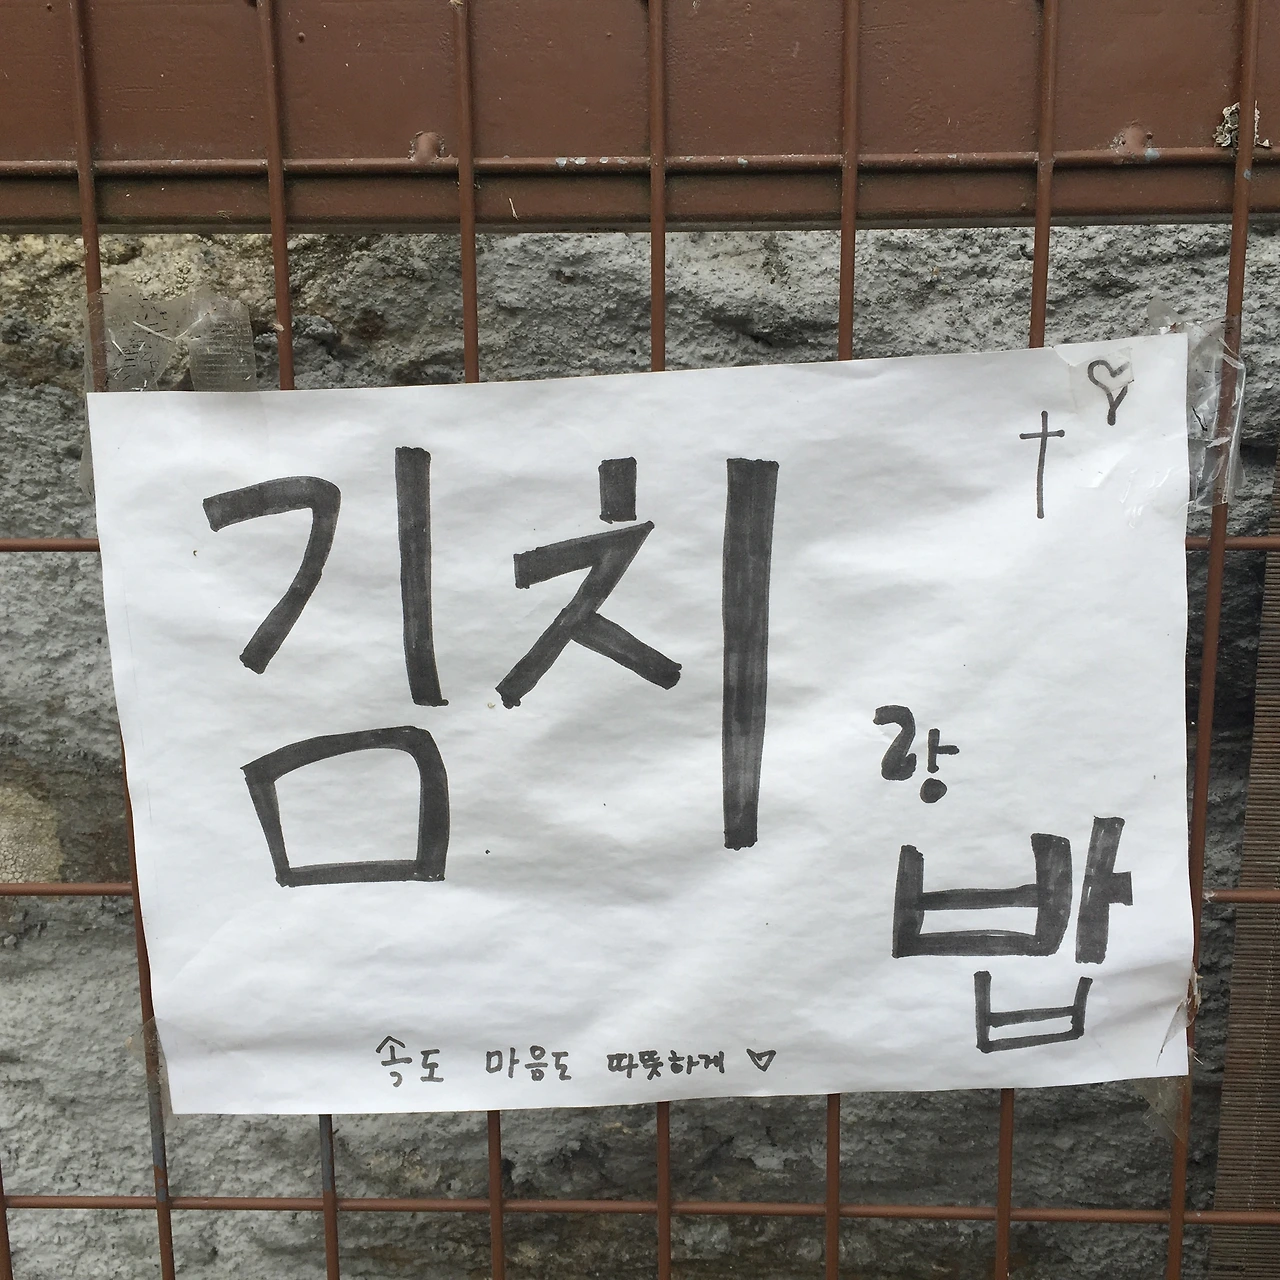 김치랑
밥
속도 마음도 따뜻하게 ♡